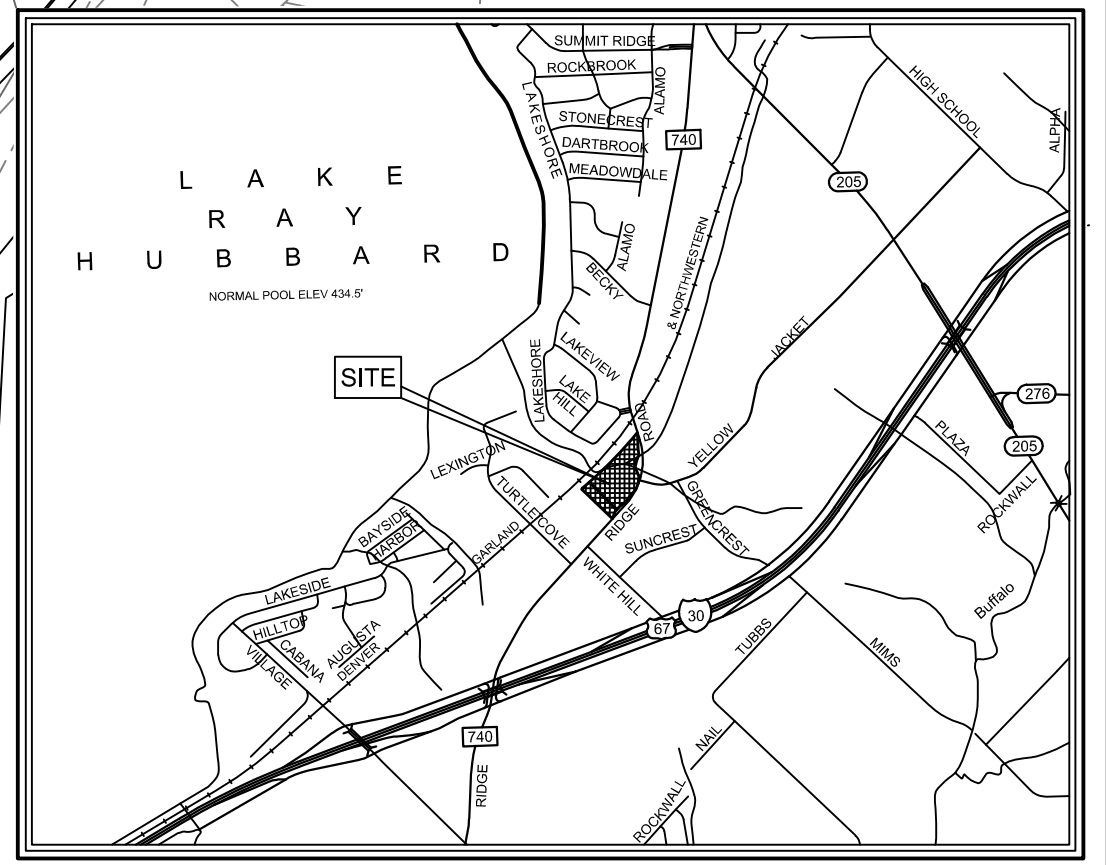 SUMMIT RIDGE
ROCKBROOK
ALAMO
LAKESHORE
STONECREST
DARTBROOK
MEADOWDALE
740
HIGH SCHOOL
ALPHA
205
LAKE
RAY
HUBBARD
NORMAL POOL ELEV 434.5'
ALAMO
BECKY
& NORTHWESTERN
JACKET
LAKEVIEW
LAKESHORE
LAKE
HILL
SITE
ROAD
276
205
PLAZA
YELLOW
LEXINGTON
TURTLE COVE
GREENCREST
ROCKWALL
RIDGE
SUNCREST
BAYSIDE
HARBOR
GARLAND
WHITE HILL
LAKESIDE
Buffalo
HILLTOP
CABANA
VILLAGE
AUGUSTA
DENVER
67
30
TUBBS
MIMS
740
NAIL
RIDGE
ROCKWALL